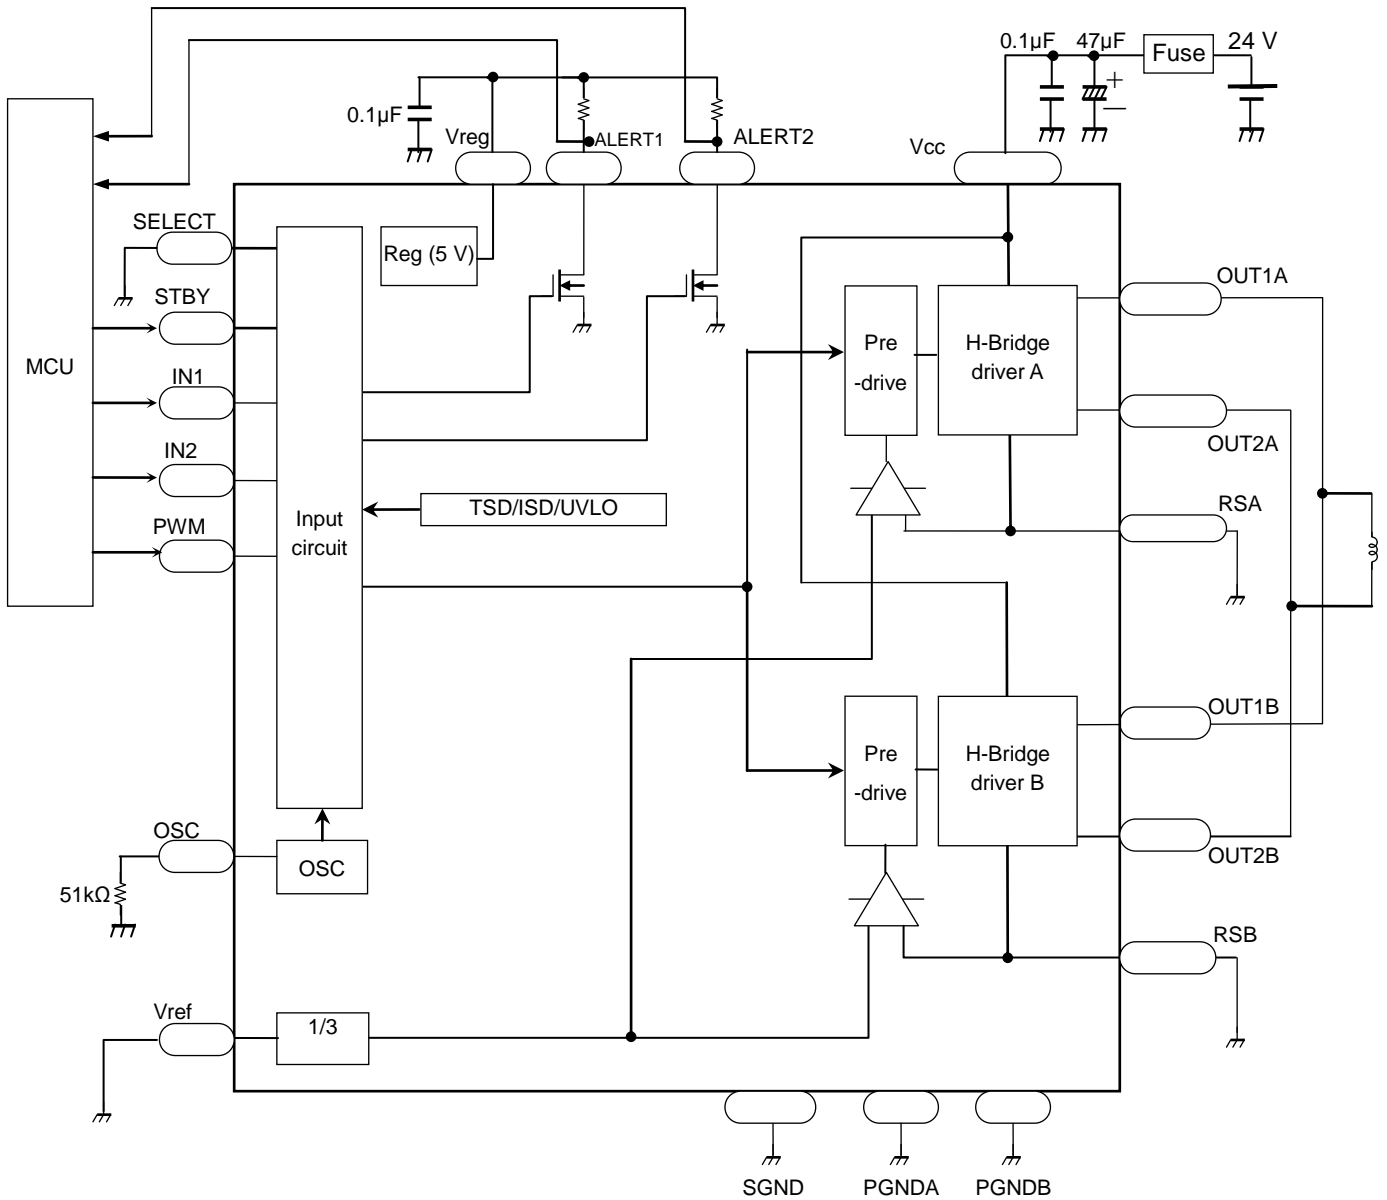 0.1µF
47µF
Fuse
24 V
0.1µF
Vreg
ALERT1
ALERT2
Vcc
SELECT
Reg (5 V)
STBY
MCU
IN1
IN2
PWM
Input
circuit
TSD/ISD/UVLO
Pre
-drive
H-Bridge
driver A
OUT1A
OUT2A
RSA
Pre
-drive
H-Bridge
driver B
OUT1B
OUT2B
OSC
OSC
51kΩ
RSB
Vref
1/3
SGND
PGNDA
PGNDB